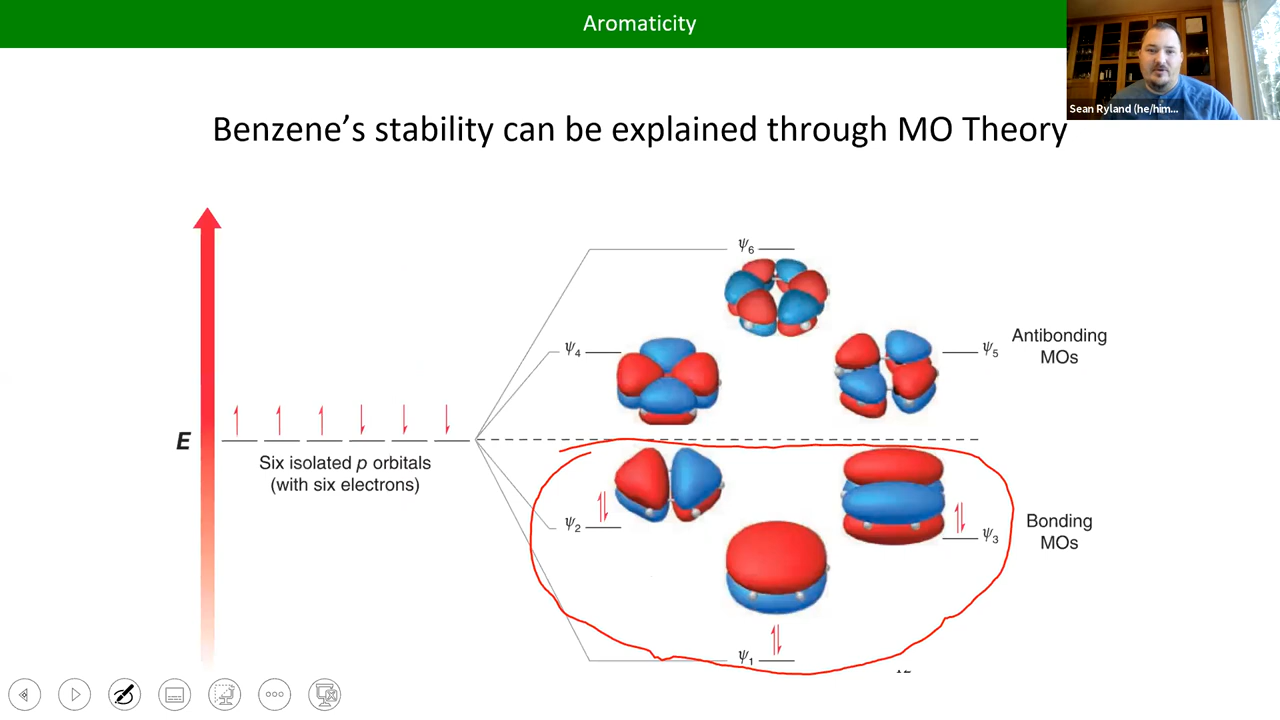 Aromaticity
Sean Ryland (he/him...
Benzene's stability can be explained through MO Theory
ψ6
ψ4
ψ5
Antibonding
MOs
E
Six isolated p orbitals
(with six electrons)
ψ2
ψ3
Bonding
MOs
ψ1